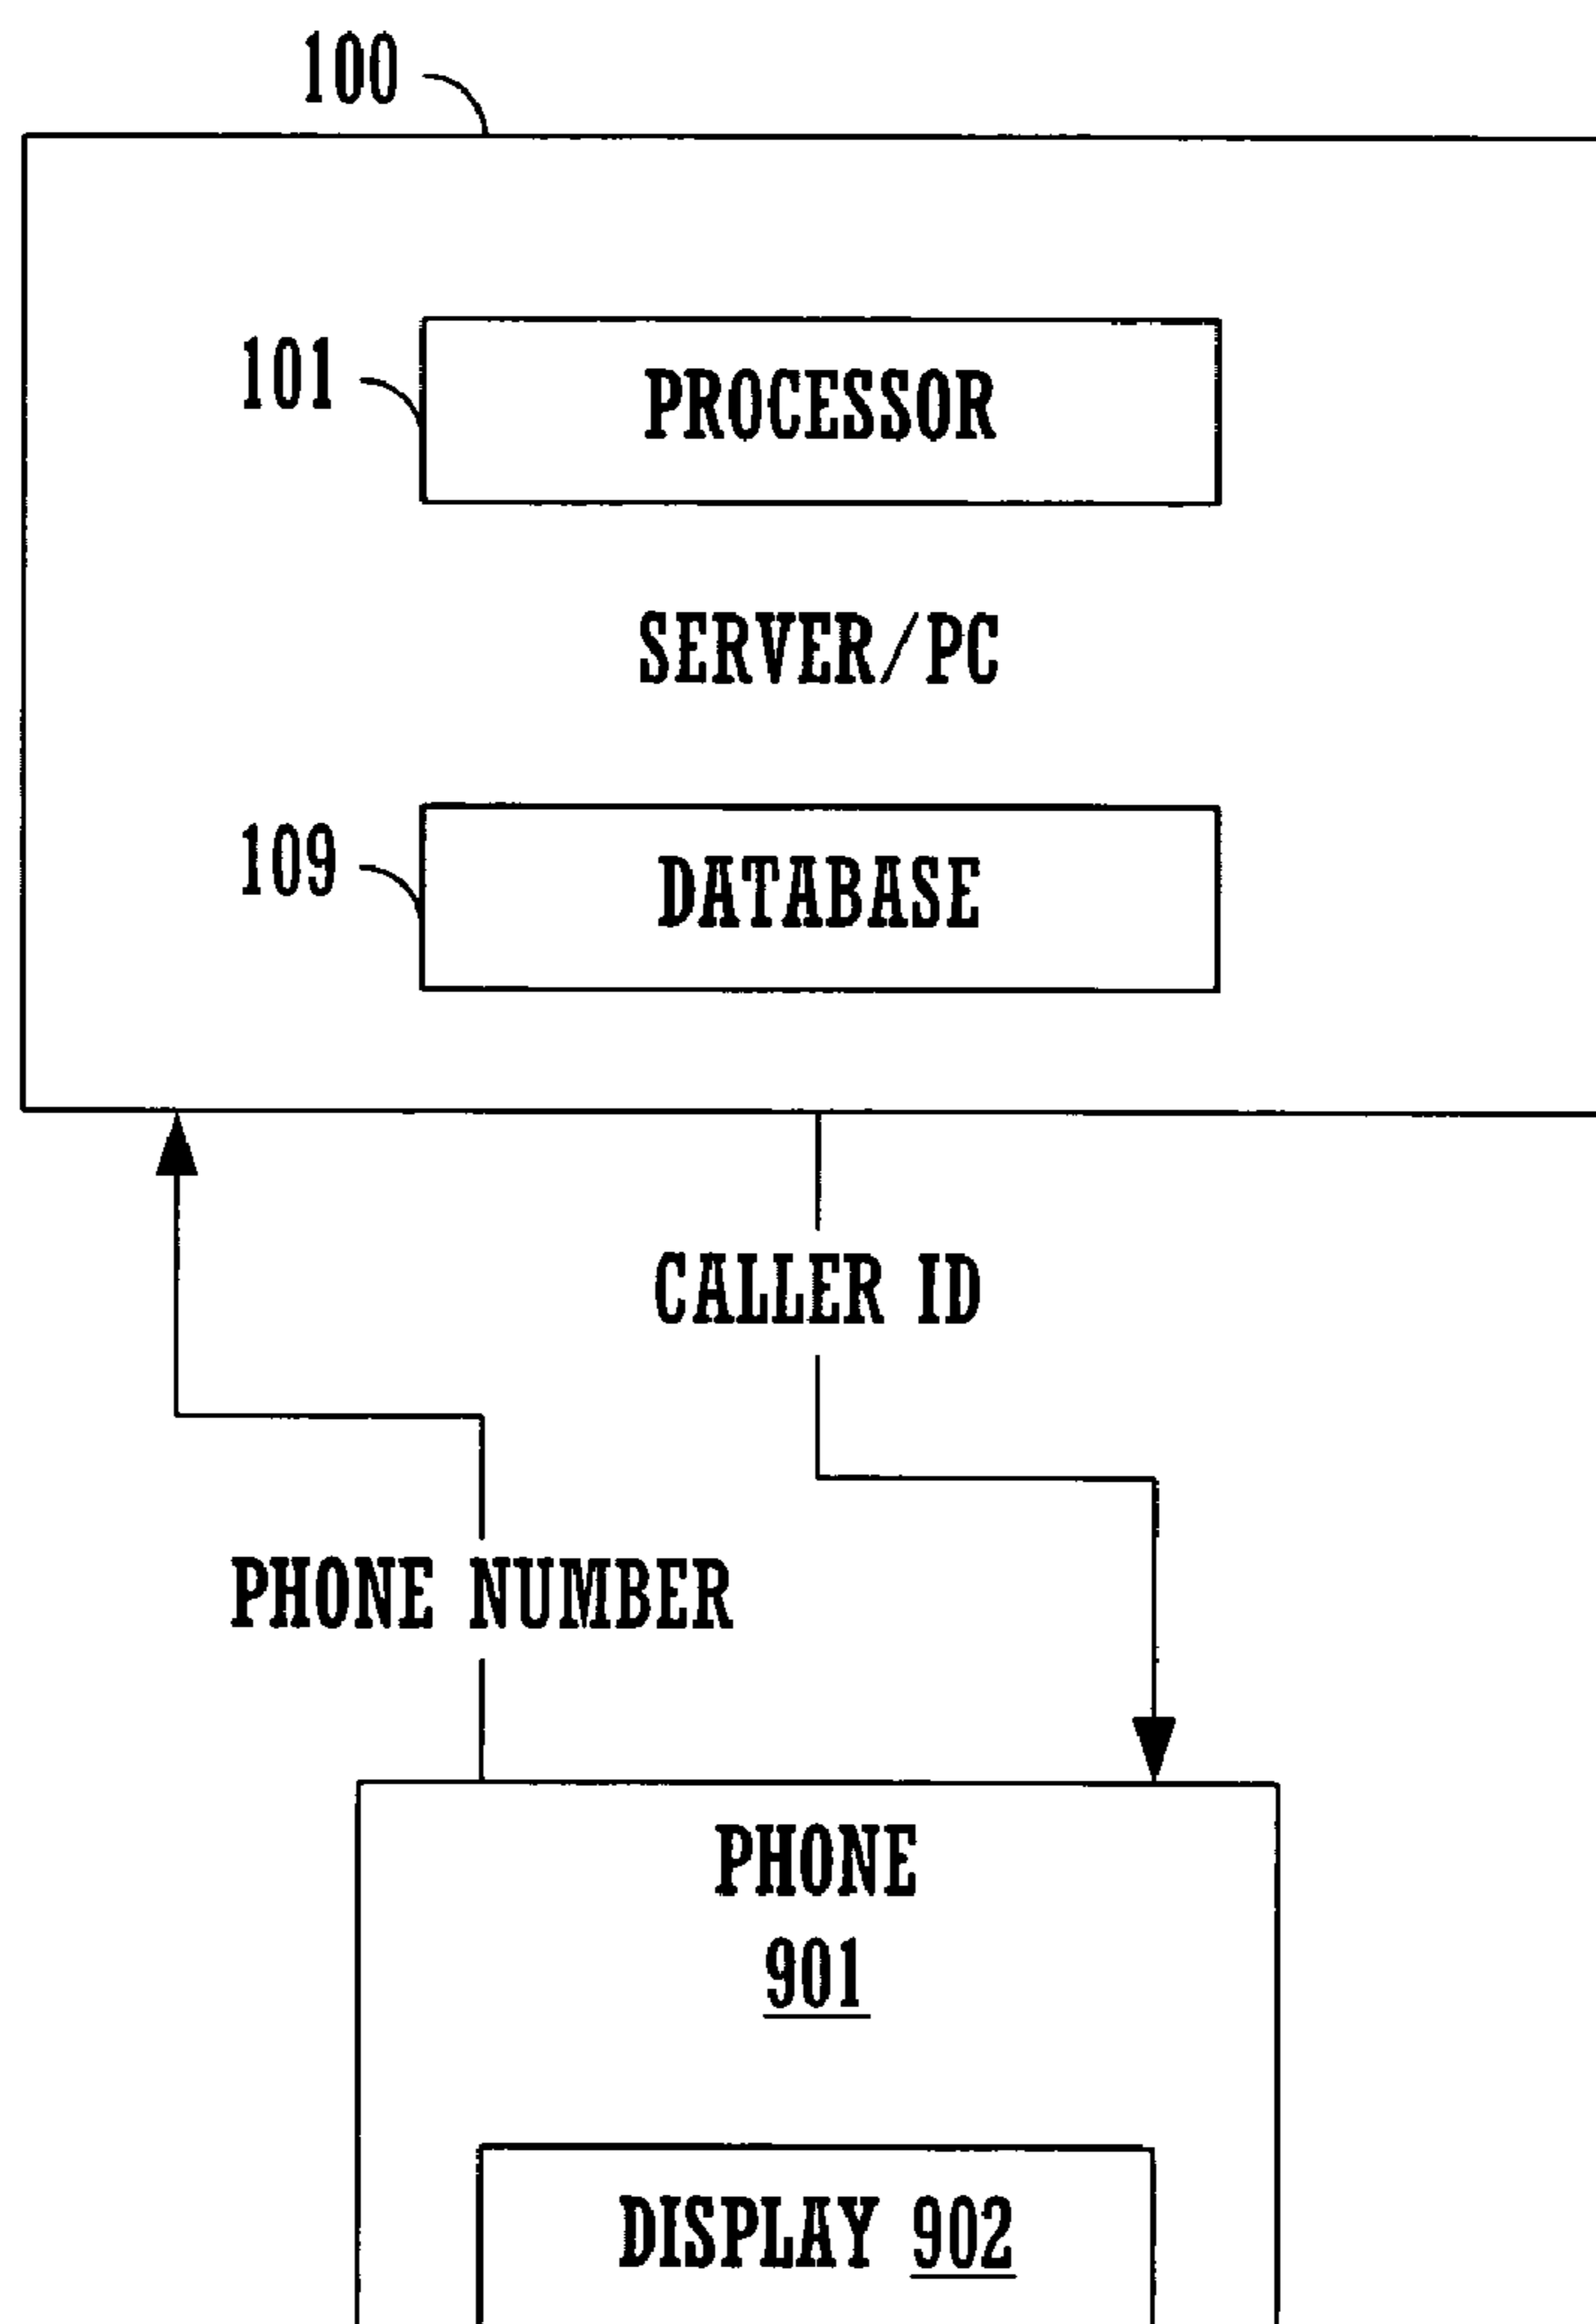 100
101
PROCESSOR
SERVER/PC
109
DATABASE
CALLER ID
PHONE NUMBER
PHONE
901
DISPLAY 902